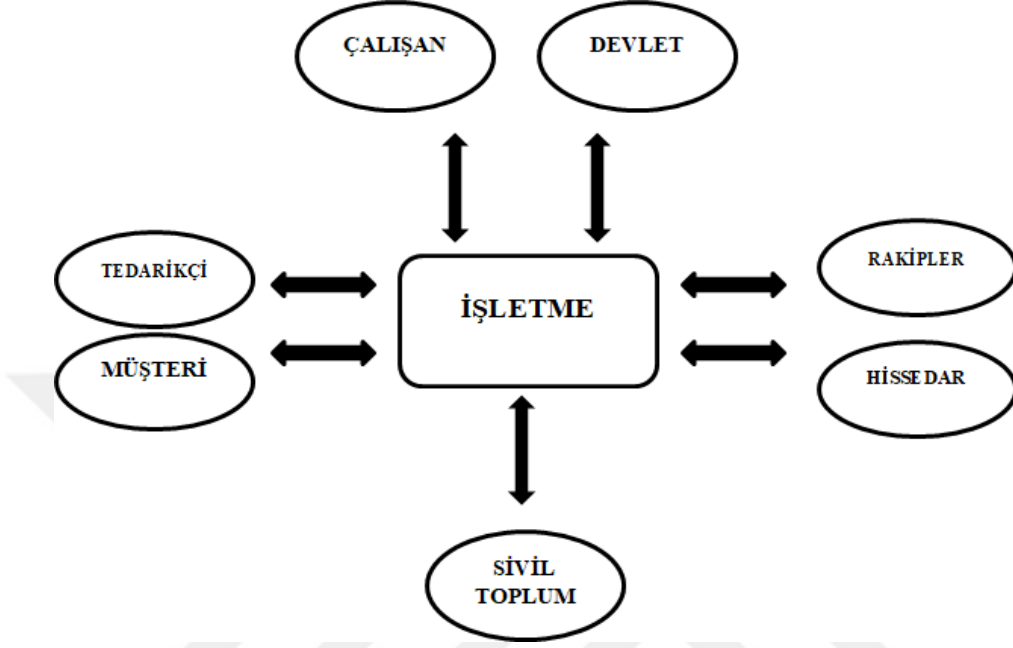 ÇALIŞAN
DEVLET
TEDARİKÇİ
RAKİPLER
İŞLETME
MÜŞTERİ
HİSSEDAR
SİVİL
TOPLUM